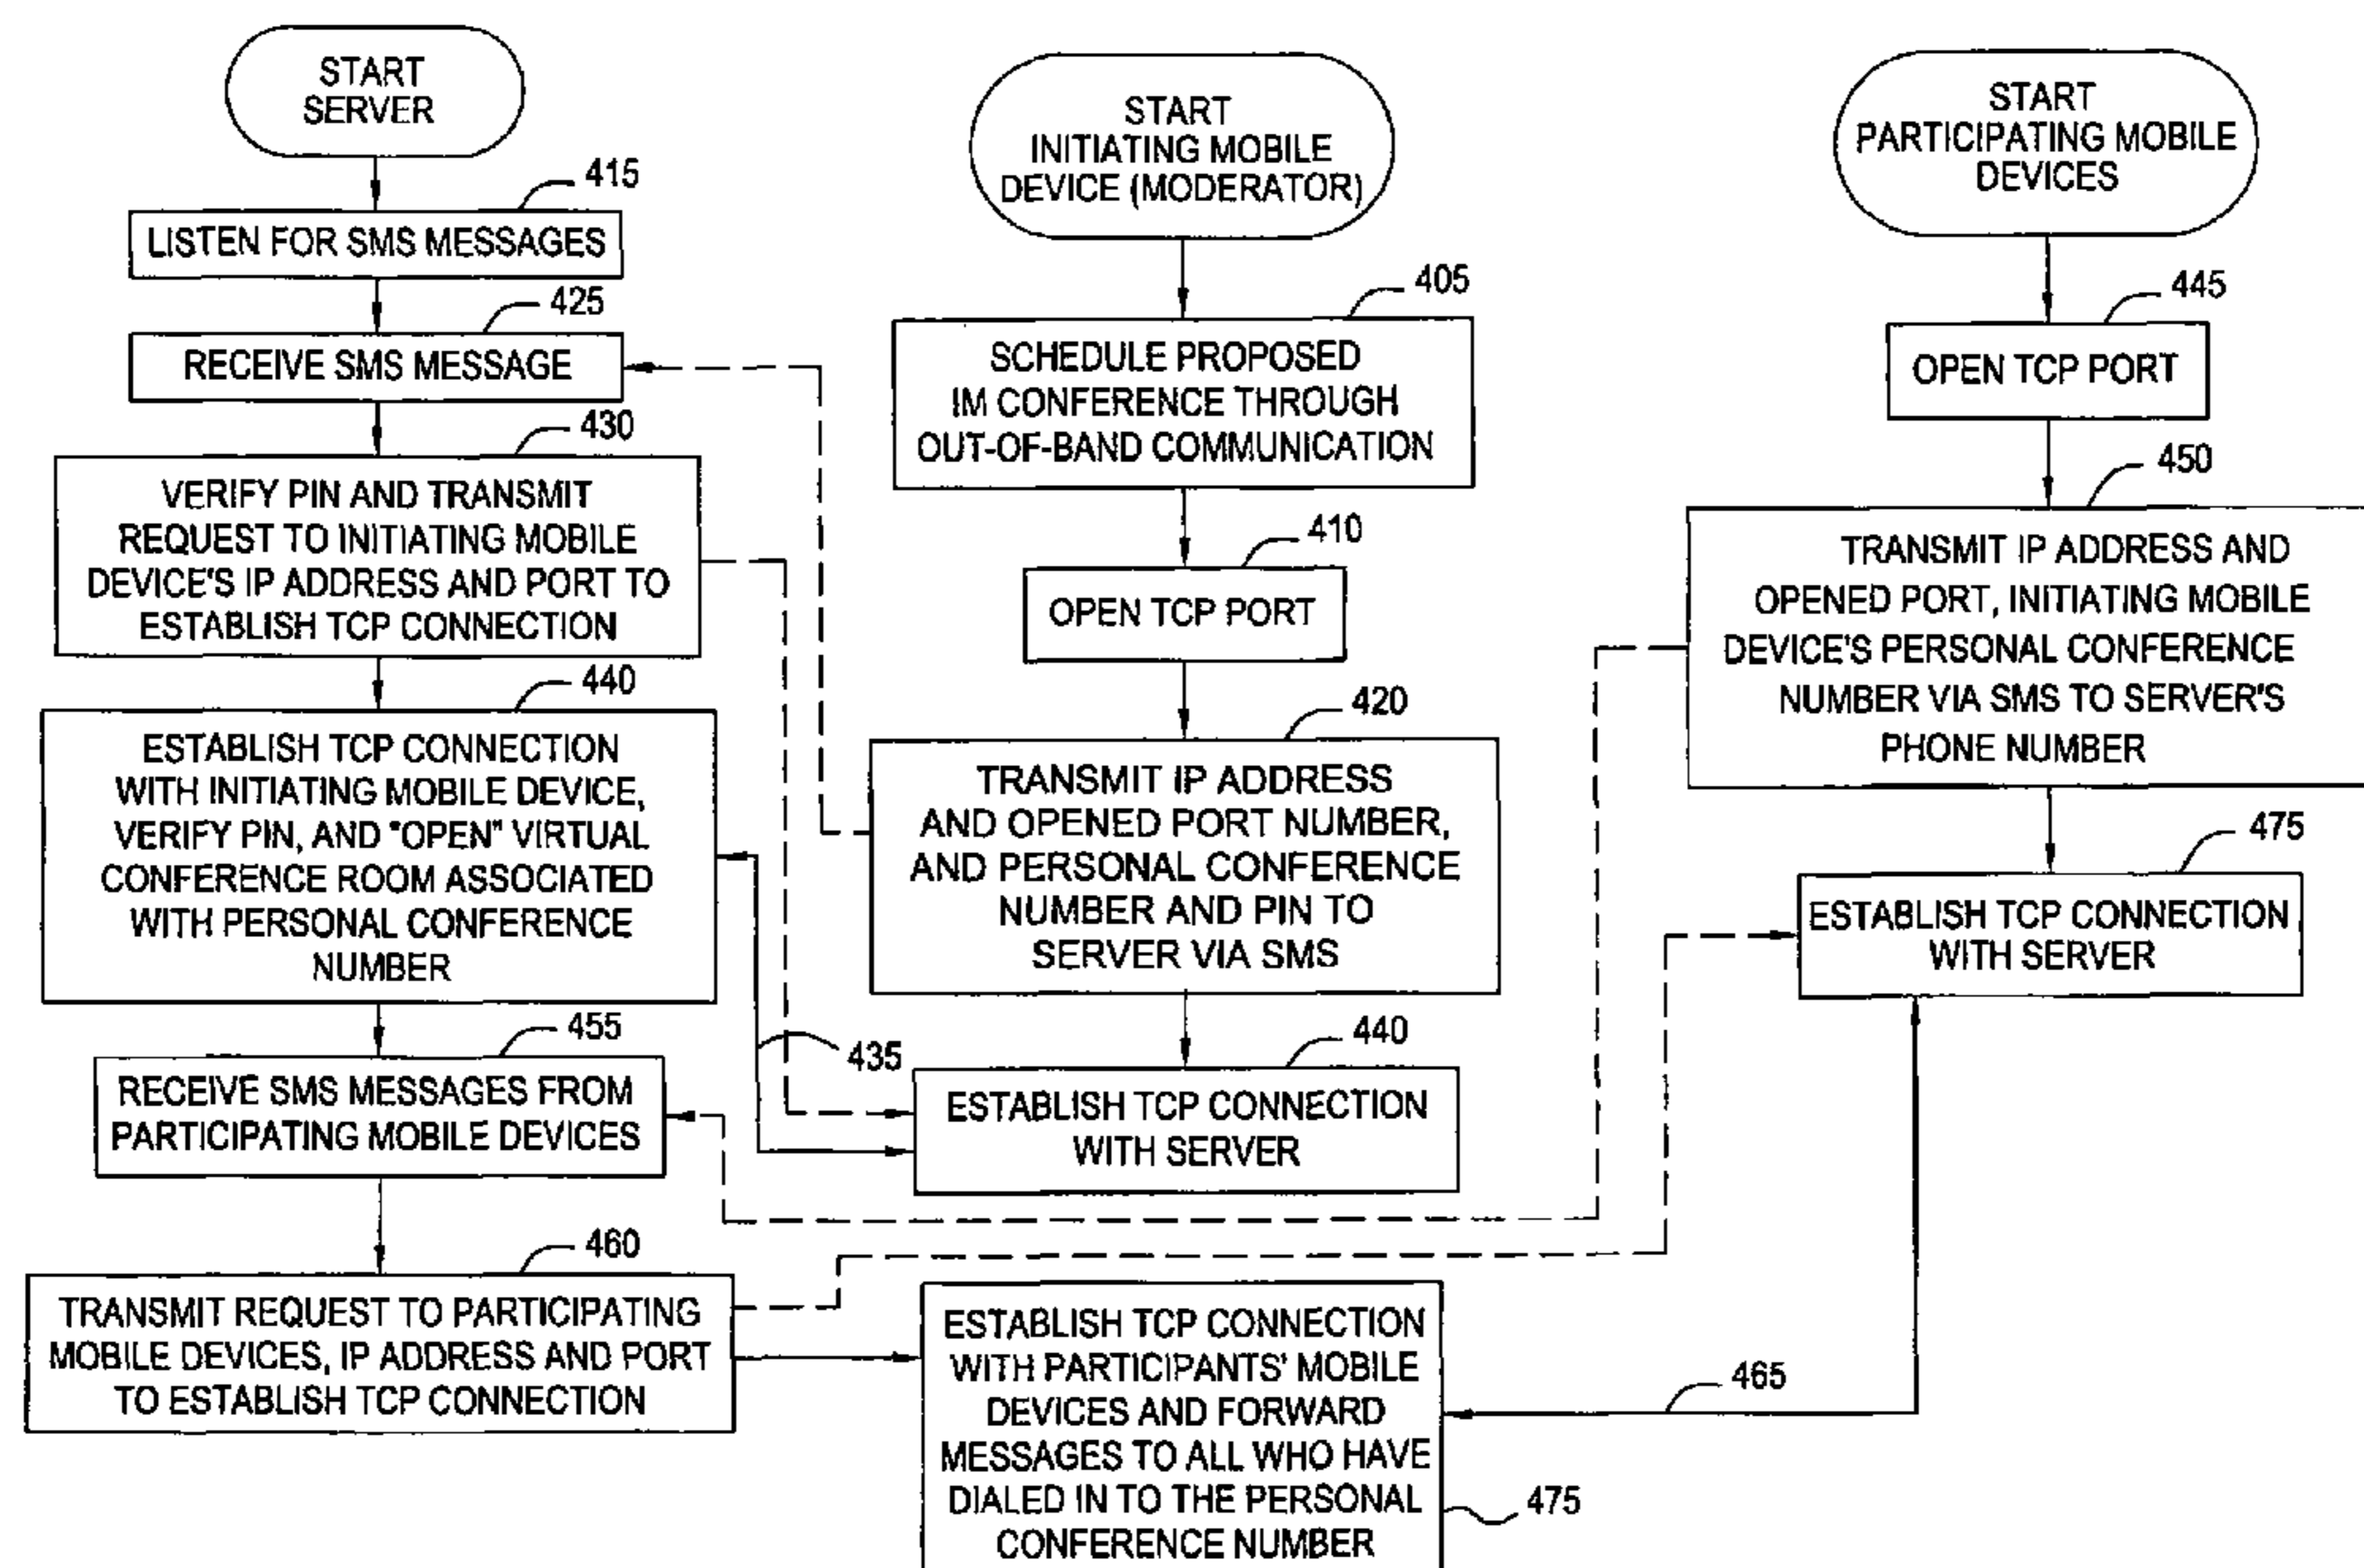 START
SERVER
415
LISTEN FOR SMS MESSAGES
425
RECEIVE SMS MESSAGE
430
VERIFY PIN AND TRANSMIT
REQUEST TO INITIATING MOBILE
DEVICE'S IP ADDRESS AND PORT TO
ESTABLISH TCP CONNECTION
440
ESTABLISH TCP CONNECTION
WITH INITIATING MOBILE DEVICE,
VERIFY PIN, AND "OPEN" VIRTUAL
CONFERENCE ROOM ASSOCIATED
WITH PERSONAL CONFERENCE
NUMBER
455
RECEIVE SMS MESSAGES FROM
PARTICIPATING MOBILE DEVICES
460
TRANSMIT REQUEST TO PARTICIPATING
MOBILE DEVICES, IP ADDRESS AND PORT
TO ESTABLISH TCP CONNECTION
START
INITIATING MOBILE
DEVICE (MODERATOR)
405
SCHEDULE PROPOSED
IM CONFERENCE THROUGH
OUT-OF-BAND COMMUNICATION
410
OPEN TCP PORT
420
TRANSMIT IP ADDRESS
AND OPENED PORT NUMBER,
AND PERSONAL CONFERENCE
NUMBER AND PIN TO
SERVER VIA SMS
435
440
ESTABLISH TCP CONNECTION
WITH SERVER
ESTABLISH TCP CONNECTION
WITH PARTICIPANTS' MOBILE
DEVICES AND FORWARD
MESSAGES TO ALL WHO HAVE
DIALED IN TO THE PERSONAL
CONFERENCE NUMBER
475
START
PARTICIPATING MOBILE
DEVICES
445
OPEN TCP PORT
450
TRANSMIT IP ADDRESS AND
OPENED PORT, INITIATING MOBILE
DEVICE'S PERSONAL CONFERENCE
NUMBER VIA SMS TO SERVER'S
PHONE NUMBER
475
ESTABLISH TCP CONNECTION
WITH SERVER
465